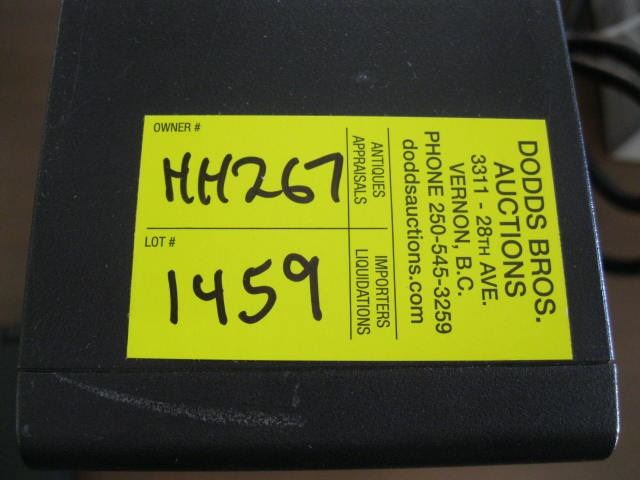 OWNER #
HH267
LOT #
1459
ANTIQUES
APPRAISALS
IMPORTERS
LIQUIDATIONS
DODDS BROS.
AUCTIONS
3311 - 28TH AVE.
VERNON, B.C.
PHONE 250-545-3259
doddsauctions.com